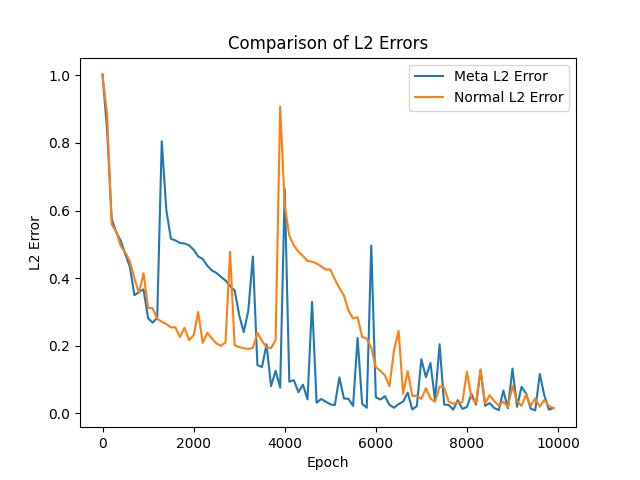 Comparison of L2 Errors
Meta L2 Error
Normal L2 Error
L2 Error
1.0
0.8
0.6
0.4
0.2
0.0
0
2000
4000
6000
8000
10000
Epoch